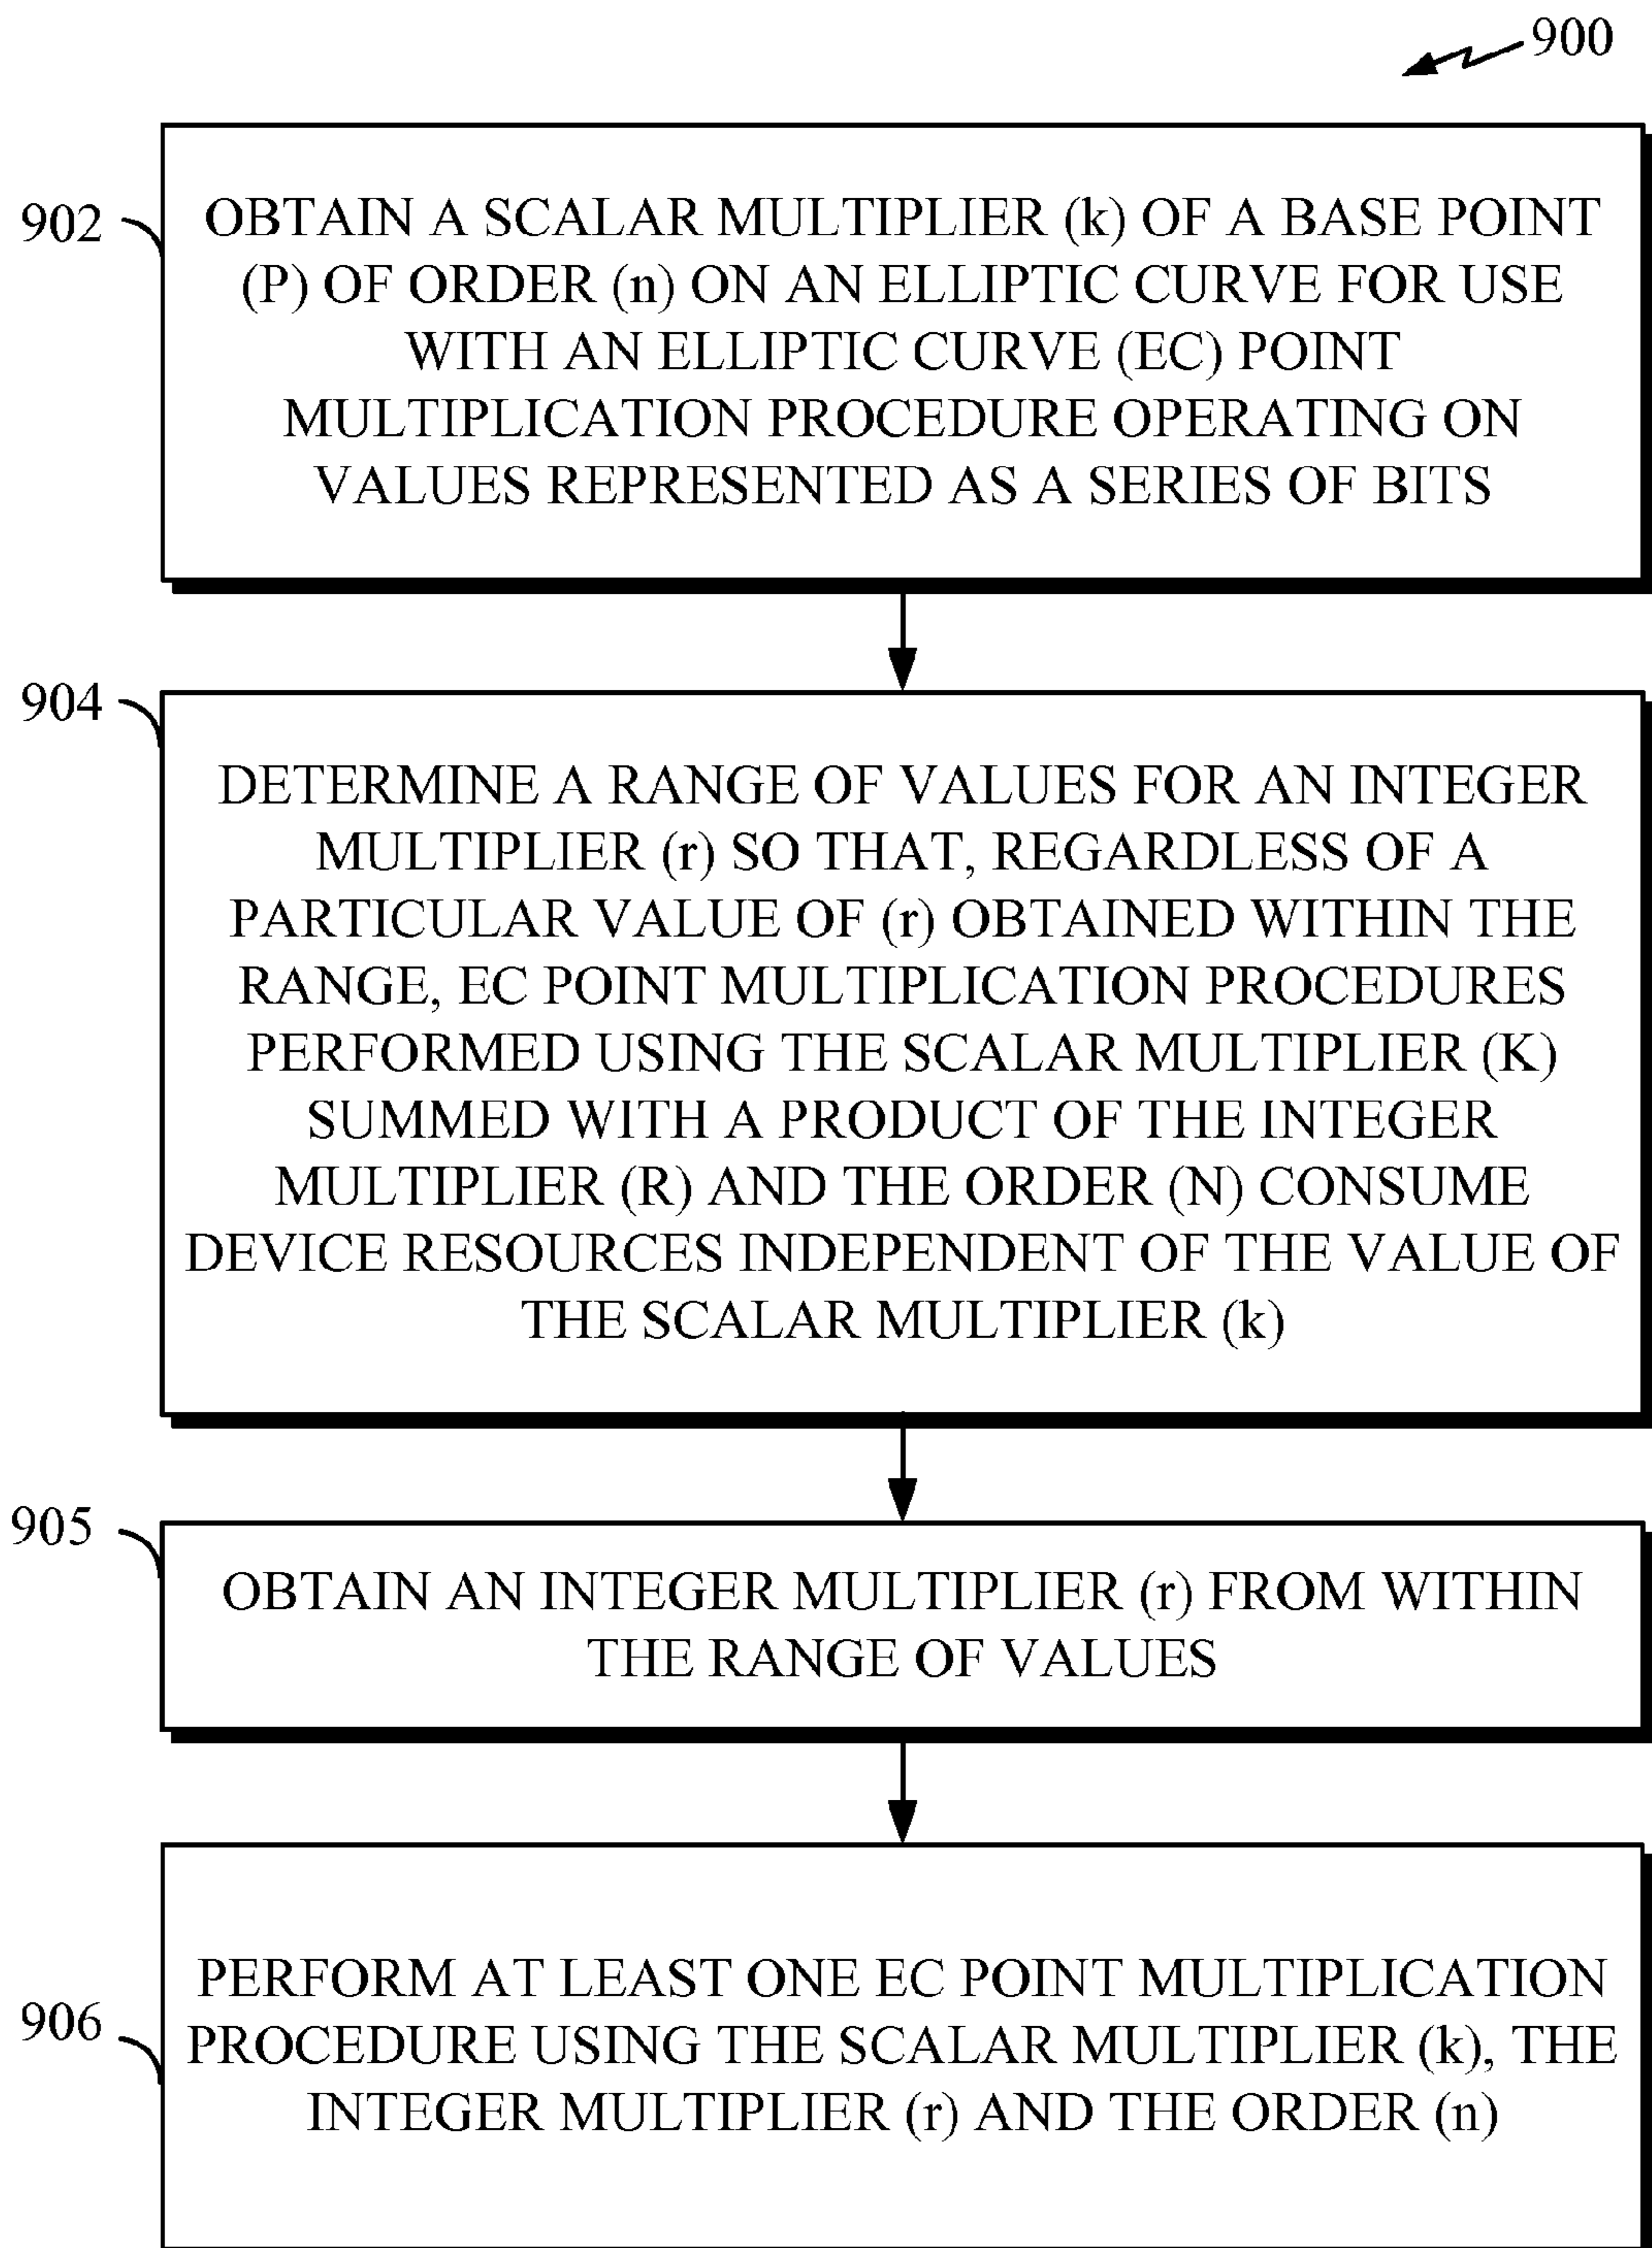 900
902
OBTAIN A SCALAR MULTIPLIER (k) OF A BASE POINT
(P) OF ORDER (n) ON AN ELLIPTIC CURVE FOR USE
WITH AN ELLIPTIC CURVE (EC) POINT
MULTIPLICATION PROCEDURE OPERATING ON
VALUES REPRESENTED AS A SERIES OF BITS
904
DETERMINE A RANGE OF VALUES FOR AN INTEGER
MULTIPLIER (r) SO THAT, REGARDLESS OF A
PARTICULAR VALUE OF (r) OBTAINED WITHIN THE
RANGE, EC POINT MULTIPLICATION PROCEDURES
PERFORMED USING THE SCALAR MULTIPLIER (K)
SUMMED WITH A PRODUCT OF THE INTEGER
MULTIPLIER (R) AND THE ORDER (N) CONSUME
DEVICE RESOURCES INDEPENDENT OF THE VALUE OF
THE SCALAR MULTIPLIER (k)
905
OBTAIN AN INTEGER MULTIPLIER (r) FROM WITHIN
THE RANGE OF VALUES
906
PERFORM AT LEAST ONE EC POINT MULTIPLICATION
PROCEDURE USING THE SCALAR MULTIPLIER (k), THE
INTEGER MULTIPLIER (r) AND THE ORDER (n)